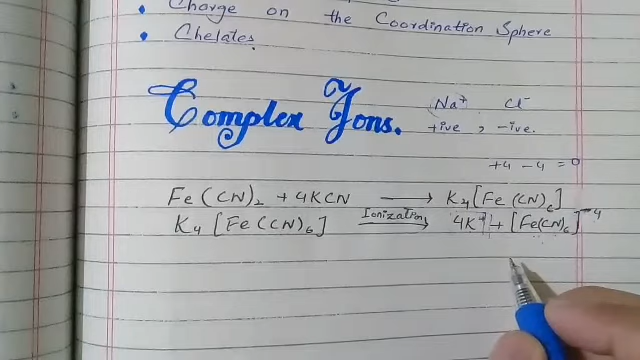 • Charge on the Coordination Sphere
• Chelates.
Complex Ions.
Na⁺ Cl⁻
+ive , -ive.
+4 -4 = 0
Fe(CN)₂ + 4KCN ⟶ K₄[Fe(CN)₆]
K₄[Fe(CN)₆] Ionization⟶ 4K⁺ + [Fe(CN)₆]⁻⁴